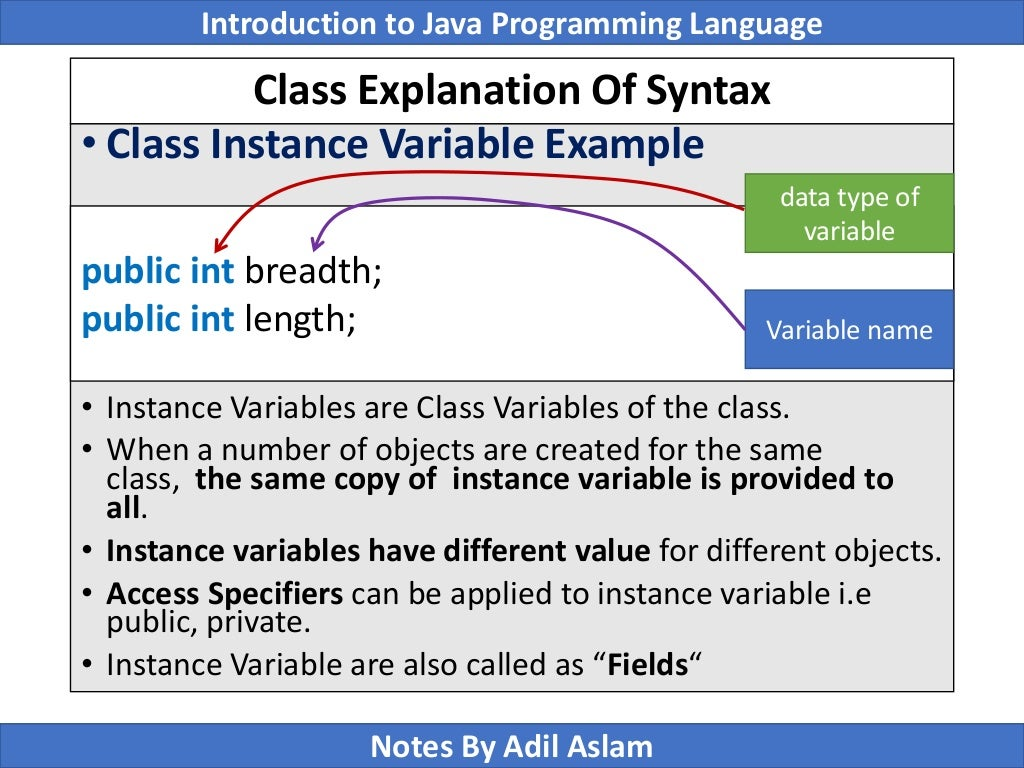 Introduction to Java Programming Language
Class Explanation Of Syntax
• Class Instance Variable Example
data type of
variable
public int breadth;
public int length;
Variable name
• Instance Variables are Class Variables of the class.
• When a number of objects are created for the same
class,  the same copy of  instance variable is provided to
all.
• Instance variables have different value for different objects.
• Access Specifiers can be applied to instance variable i.e
public, private.
• Instance Variable are also called as “Fields“
Notes By Adil Aslam